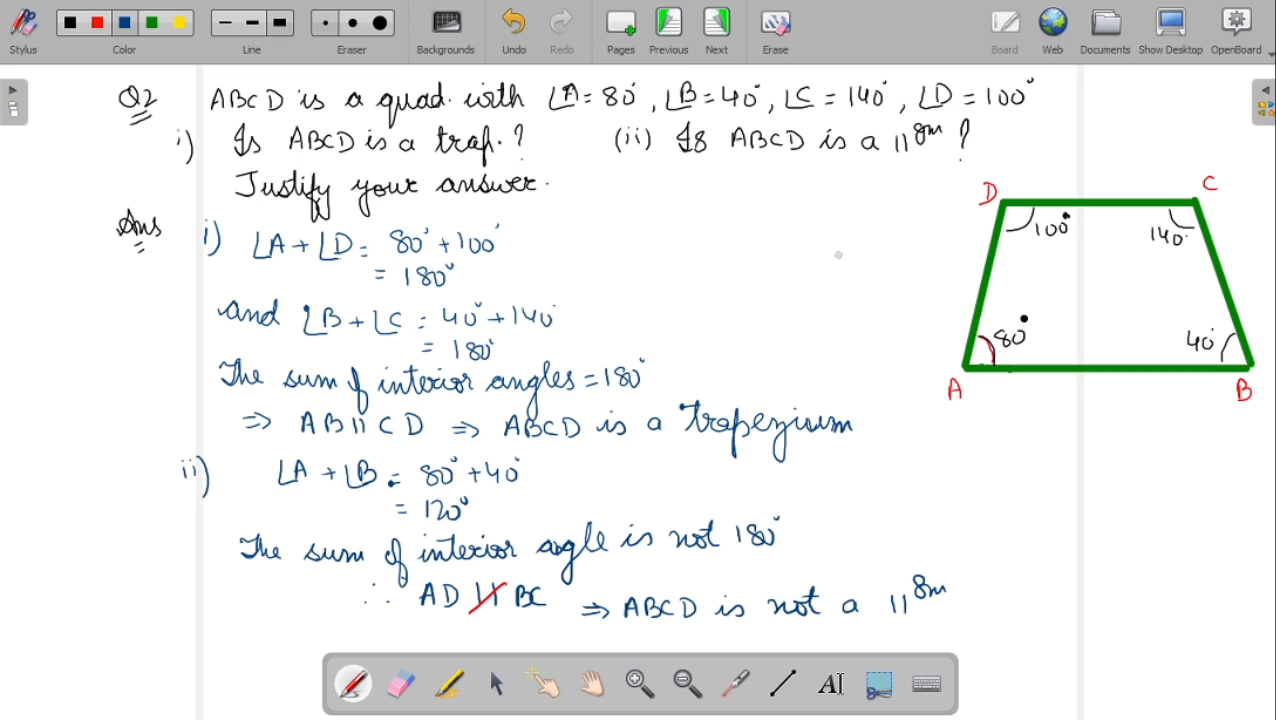 Stylus Color Line Eraser Backgrounds Undo Redo Pages Previous Next Erase Board Web Documents Show Desktop OpenBoard
Q2 ABCD is a quad. with ∠A = 80°, ∠B = 40°, ∠C = 140°, ∠D = 100°
i) Is ABCD is a trap.? (ii) Is ABCD is a ||gm ?
Justify your answer.
Ans i) ∠A + ∠D = 80° + 100°
= 180°
and ∠B + ∠C = 40° + 140°
= 180°
The sum of interior angles = 180°
⇒ AB || CD ⇒ ABCD is a trapezium
ii) ∠A + ∠B = 80° + 40°
= 120°
The sum of interior angle is not 180°
∴ AD ∦ BC ⇒ ABCD is not a ||gm
D C
100° 140°
80° 40°
A B
AI